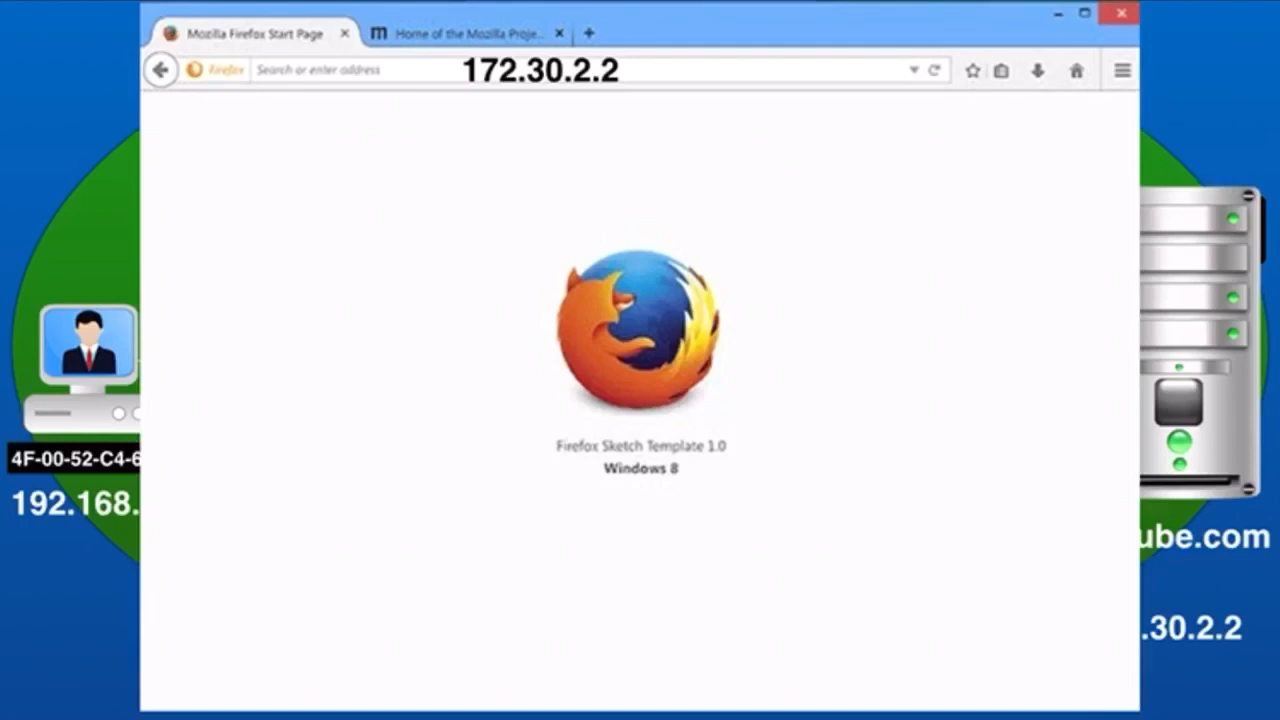 Mozilla Firefox Start Page
Home of the Mozilla Proje..
Firefox
Search or enter address
172.30.2.2
Firefox Sketch Template 1.0
Windows 8
4F-00-52-C4-6
192.168.
ube.com
.30.2.2